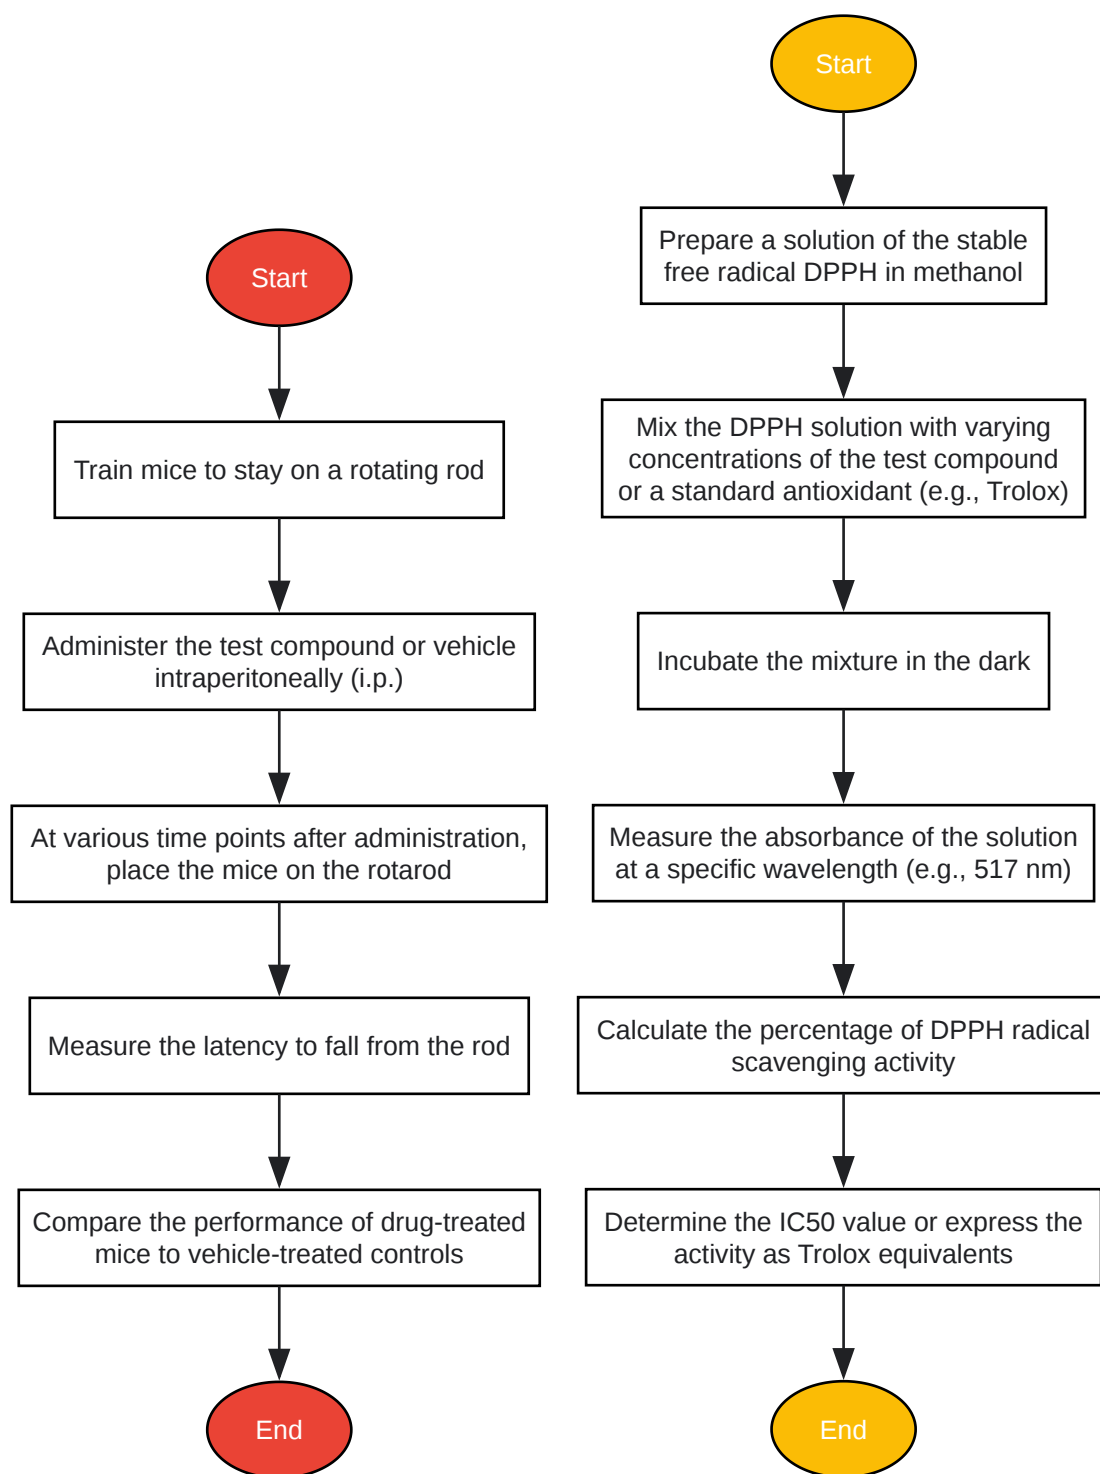 Start
Train mice to stay on a rotating rod
Administer the test compound or vehicle
intraperitoneally (i.p.)
At various time points after administration,
place the mice on the rotarod
Measure the latency to fall from the rod
Compare the performance of drug-treated
mice to vehicle-treated controls
End
Start
Prepare a solution of the stable
free radical DPPH in methanol
Mix the DPPH solution with varying
concentrations of the test compound
or a standard antioxidant (e.g., Trolox)
Incubate the mixture in the dark
Measure the absorbance of the solution
at a specific wavelength (e.g., 517 nm)
Calculate the percentage of DPPH radical
scavenging activity
Determine the IC50 value or express the
activity as Trolox equivalents
End